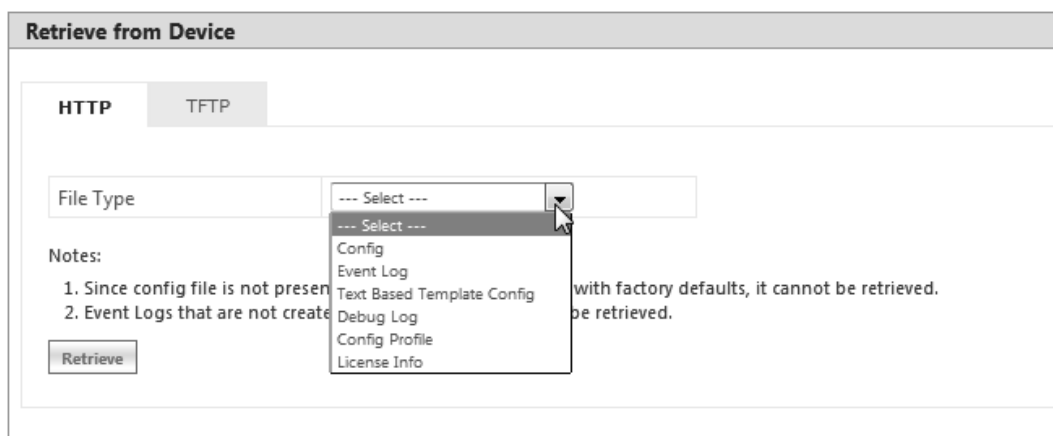 Retrieve from Device
HTTP TFTP
File Type --- Select ---
--- Select ---
Config
Event Log
Text Based Template Config
Debug Log
Config Profile
License Info
Notes:
1. Since config file is not with factory defaults, it cannot be retrieved.
2. Event Logs that are not be retrieved.
Retrieve